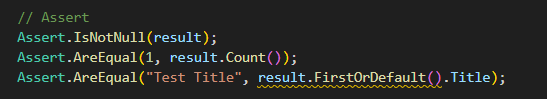 // Assert
Assert.IsNotNull(result);
Assert.AreEqual(1, result.Count());
Assert.AreEqual("Test Title", result.FirstOrDefault().Title);